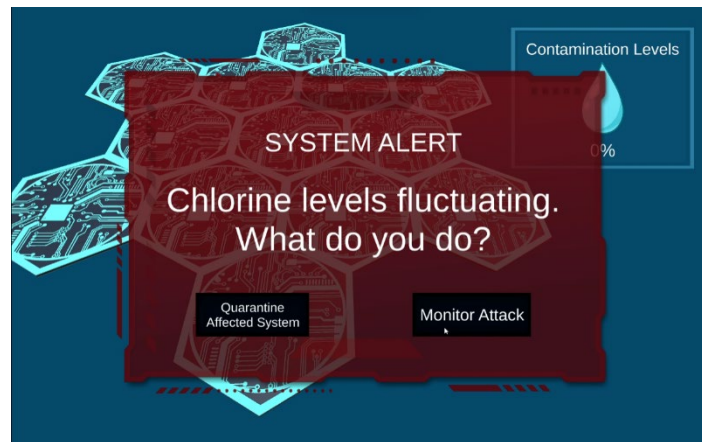 Contamination Levels
0%
SYSTEM ALERT
Chlorine levels fluctuating.
What do you do?
Quarantine
Affected System
Monitor Attack